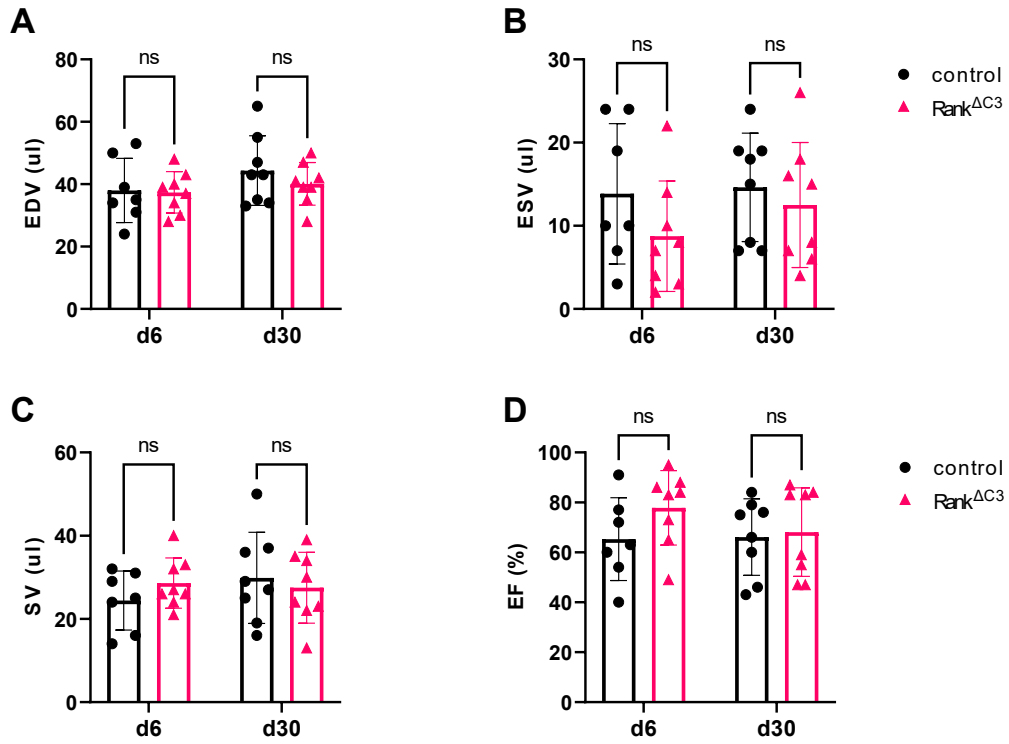 A
EDV (ul)
80
60
40
20
0
ns
ns
d6
d30
B
ESV (ul)
30
20
10
0
ns
ns
d6
d30
control
Rank^ΔC3
C
SV (ul)
60
40
20
0
ns
ns
d6
d30
D
EF (%)
100
80
60
40
20
0
ns
ns
d6
d30
control
Rank^ΔC3